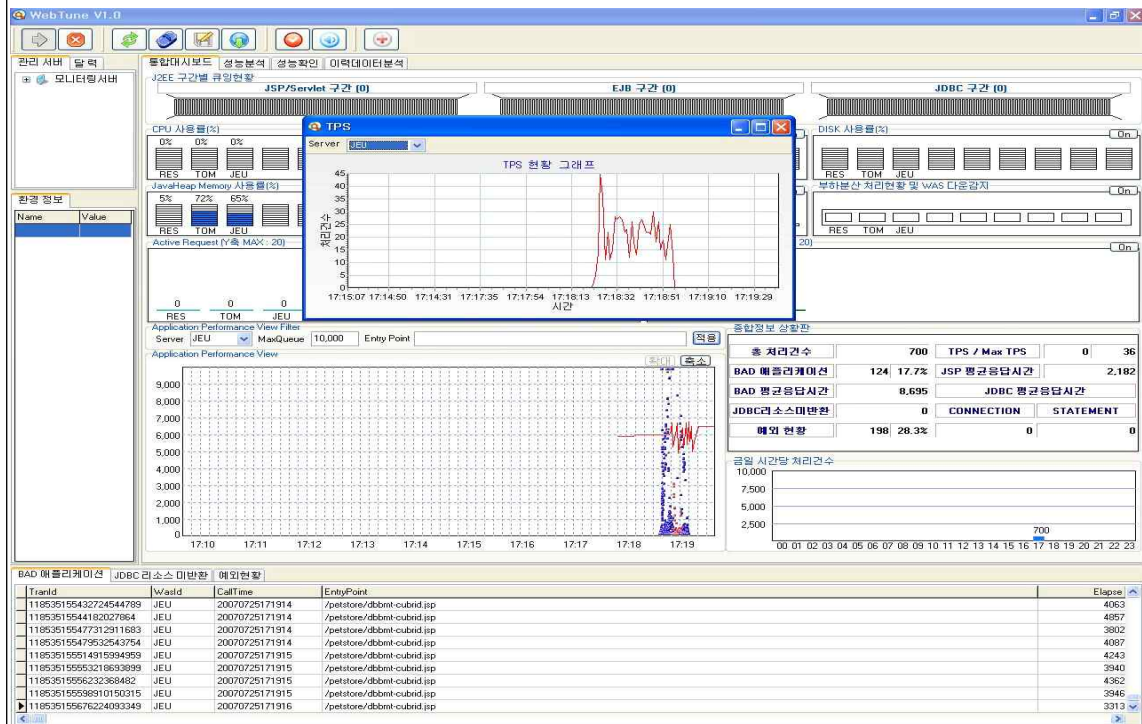 WebTune V1.0
관리 서버 달 력
모니터링서버
환경 정보
Name Value
통합대시보드 성능분석 성능확인 이력데이터분석
J2EE 구간별 큐잉현황
JSP/Servlet 구간 (0) EJB 구간 (0) JDBC 구간 (0)
CPU 사용률(%)
0% 0% 0%
RES TOM JEU
DISK 사용률(%) On
RES TOM JEU
JavaHeap Memory 사용률(%)
5% 72% 65%
RES TOM JEU
부하분산 처리현황 및 WAS 다운감지 On
RES TOM JEU
Active Request (Y축 MAX : 20)
20) On
0 0 0
RES TOM JEU
TPS
Server JEU
TPS 현황 그래프
처리건수
45
40
35
30
25
20
15
10
5
0
17:15:07 17:14:50 17:14:31 17:17:35 17:17:54 17:18:13 17:18:32 17:18:51 17:19:10 17:19:29
시간
Application Performance View Filter
Server JEU MaxQueue 10,000 Entry Point 적용
Application Performance View
확대 축소
9,000
8,000
7,000
6,000
5,000
4,000
3,000
2,000
1,000
0
17:10 17:11 17:12 17:13 17:14 17:15 17:16 17:17 17:18 17:19
종합정보 상황판
총 처리건수 700 TPS / Max TPS 0 36
BAD 애플리케이션 124 17.7% JSP 평균응답시간 2,182
BAD 평균응답시간 8,695 JDBC 평균응답시간
JDBC리소스미반환 0 CONNECTION STATEMENT
예외 현황 198 28.3% 0 0
금일 시간당 처리건수
10,000
7,500
5,000
2,500
700
00 01 02 03 04 05 06 07 08 09 10 11 12 13 14 15 16 17 18 19 20 21 22 23
BAD 애플리케이션 JDBC 리소스 미반환 예외현황
TranId WasId CallTime EntryPoint Elapse
118535155432724544789 JEU 20070725171914 /petstore/dbbmt-cubrid.jsp 4063
11853515544182027864 JEU 20070725171914 /petstore/dbbmt-cubrid.jsp 4857
118535155477312911683 JEU 20070725171914 /petstore/dbbmt-cubrid.jsp 3802
118535155479532543754 JEU 20070725171914 /petstore/dbbmt-cubrid.jsp 4087
118535155514915994959 JEU 20070725171915 /petstore/dbbmt-cubrid.jsp 4243
118535155553218693899 JEU 20070725171915 /petstore/dbbmt-cubrid.jsp 3940
11853515556232368482 JEU 20070725171915 /petstore/dbbmt-cubrid.jsp 4362
118535155598910150315 JEU 20070725171915 /petstore/dbbmt-cubrid.jsp 3946
118535155676224093349 JEU 20070725171916 /petstore/dbbmt-cubrid.jsp 3313